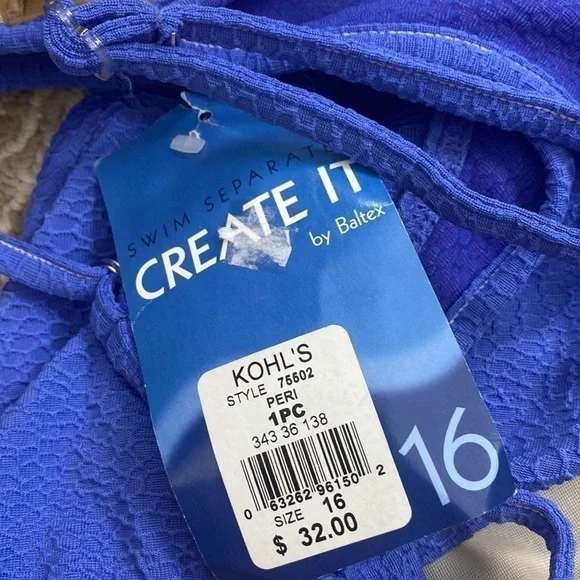 SWIM SEPARATES
CREATE IT
by Baltex
KOHL'S
STYLE 75502
PERI
1PC
343 36 138
0 63262 96150 2
SIZE 16
$ 32.00
16